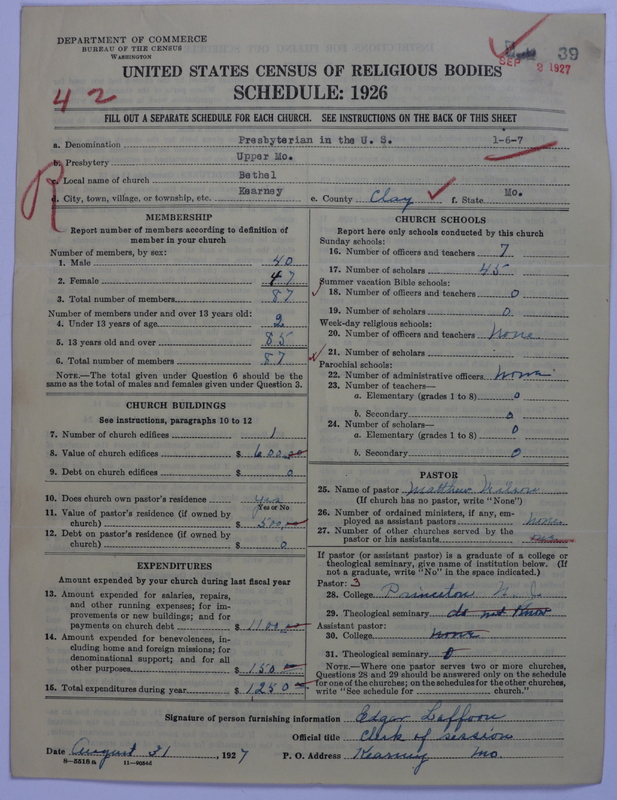 DEPARTMENT OF COMMERCE
BUREAU OF THE CENSUS
WASHINGTON
39
SEP 2 1927
UNITED STATES CENSUS OF RELIGIOUS BODIES
SCHEDULE: 1926
42
FILL OUT A SEPARATE SCHEDULE FOR EACH CHURCH. SEE INSTRUCTIONS ON THE BACK OF THIS SHEET
a. Denomination Presbyterian in the U. S. 1-6-7
b. Presbytery Upper Mo.
c. Local name of church Bethel
d. City, town, village, or township, etc. Kearney e. County Clay f. State Mo.
R
MEMBERSHIP
Report number of members according to definition of
member in your church
Number of members, by sex:
1. Male 40
2. Female 47
3. Total number of members 87
Number of members under and over 13 years old:
4. Under 13 years of age 2
5. 13 years old and over 85
6. Total number of members 87
NOTE.—The total given under Question 6 should be
same as the total of males and females given under Question 3.
CHURCH BUILDINGS
See instructions, paragraphs 10 to 12
7. Number of church edifices 1
8. Value of church edifices $ 600.00
9. Debt on church edifices $ 0
10. Does church own pastor's residence yes
Yes or No
11. Value of pastor's residence (if owned by
church) $ 500.00
12. Debt on pastor's residence (if owned by
church) $ 0
EXPENDITURES
Amount expended by your church during last fiscal year
13. Amount expended for salaries, repairs,
and other running expenses; for im-
provements or new buildings; and for
payments on church debt $ 1100.
14. Amount expended for benevolences, in-
cluding home and foreign missions; for
denominational support; and for all
other purposes $ 150
15. Total expenditures during year $ 1250
CHURCH SCHOOLS
Report here only schools conducted by this church
Sunday schools:
16. Number of officers and teachers 7
17. Number of scholars 45
Summer vacation Bible schools:
18. Number of officers and teachers 0
19. Number of scholars 0
Week-day religious schools:
20. Number of officers and teachers none
21. Number of scholars
Parochial schools:
22. Number of administrative officers none
23. Number of teachers—
a. Elementary (grades 1 to 8) 0
b. Secondary 0
24. Number of scholars—
a. Elementary (grades 1 to 8) 0
b. Secondary 0
PASTOR
25. Name of pastor Matthew Wilson
(If church has no pastor, write "None")
26. Number of ordained ministers, if any, em-
ployed as assistant pastors none
27. Number of other churches served by the
pastor or his assistants
If pastor (or assistant pastor) is a graduate of a college or
theological seminary, give name of institution below. (If
not a graduate, write "No" in the space indicated.)
Pastor: 3
28. College Princeton N. J.
29. Theological seminary do not know
Assistant pastor:
30. College none
31. Theological seminary 0
NOTE.—Where one pastor serves two or more churches,
Questions 28 and 29 should be answered only on the schedule
for one of the churches; on the schedules for the other churches,
write "See schedule for church."
Signature of person furnishing information Edgar Laffoon
Official title Clerk of session
Date August 31, 1927 P. O. Address Kearney Mo.